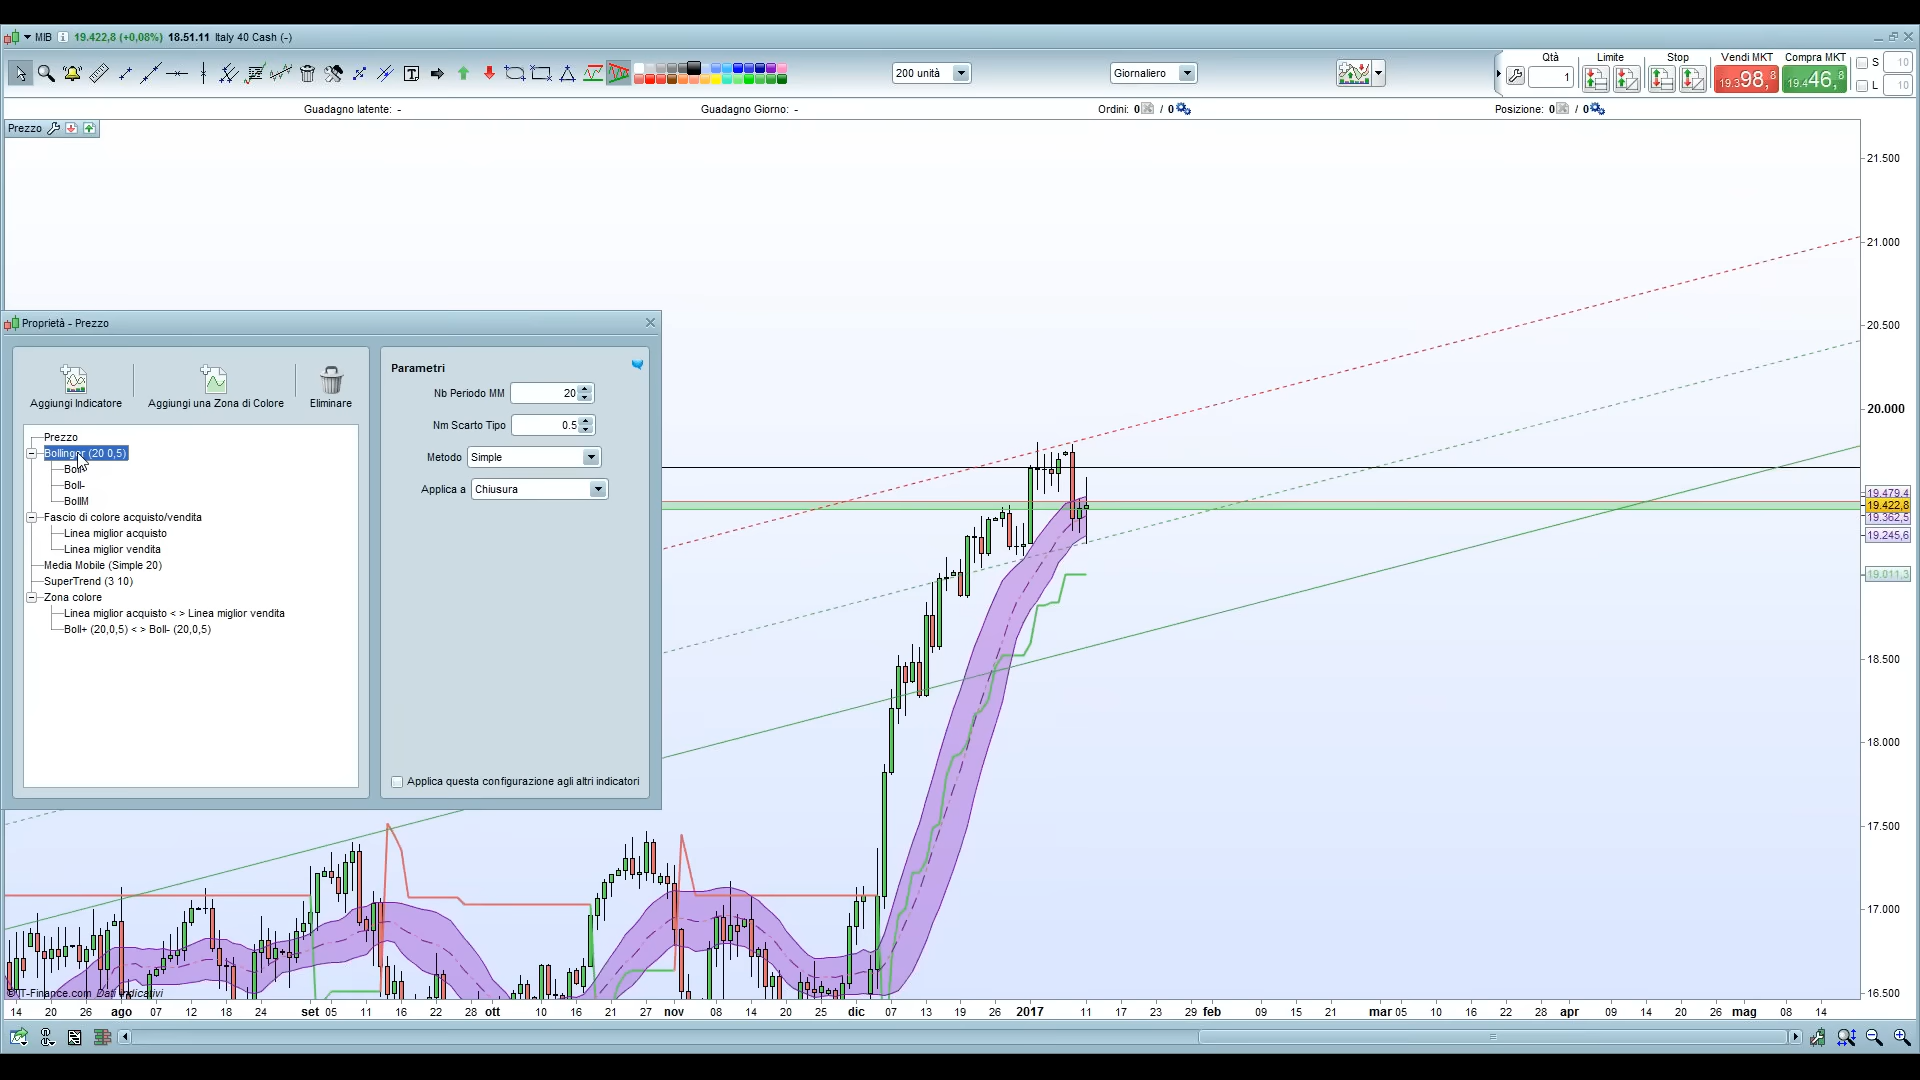 MIB 19.422,8 (+0,08%) 18.51.11 Italy 40 Cash (-)
200 unità
Giornaliero
Qtà
1
Limite
Stop
Vendi MKT
19.398,8
Compra MKT
19.446,8
S 10
L 10
Guadagno latente: -
Guadagno Giorno: -
Ordini: 0 / 0
Posizione: 0 / 0
Prezzo
Proprietà - Prezzo
Aggiungi Indicatore
Aggiungi una Zona di Colore
Eliminare
Prezzo
Bollinger (20 0,5)
Boll+
Boll-
BollM
Fascio di colore acquisto/vendita
Linea miglior acquisto
Linea miglior vendita
Media Mobile (Simple 20)
SuperTrend (3 10)
Zona colore
Linea miglior acquisto < > Linea miglior vendita
Boll+ (20,0,5) < > Boll- (20,0,5)
Parametri
Nb Periodo MM 20
Nm Scarto Tipo 0.5
Metodo Simple
Applica a Chiusura
Applica questa configurazione agli altri indicatori
21.500
21.000
20.500
20.000
19.479,4
19.422,8
19.362,5
19.245,6
19.011,3
18.500
18.000
17.500
17.000
16.500
© IT-Finance.com Dati indicativi
14 20 26 ago 07 12 18 24 set 05 11 16 22 28 ott 10 16 21 27 nov 08 14 20 25 dic 07 13 19 26 2017 11 17 23 29 feb 09 15 21 mar 05 10 16 22 28 apr 09 14 20 26 mag 08 14